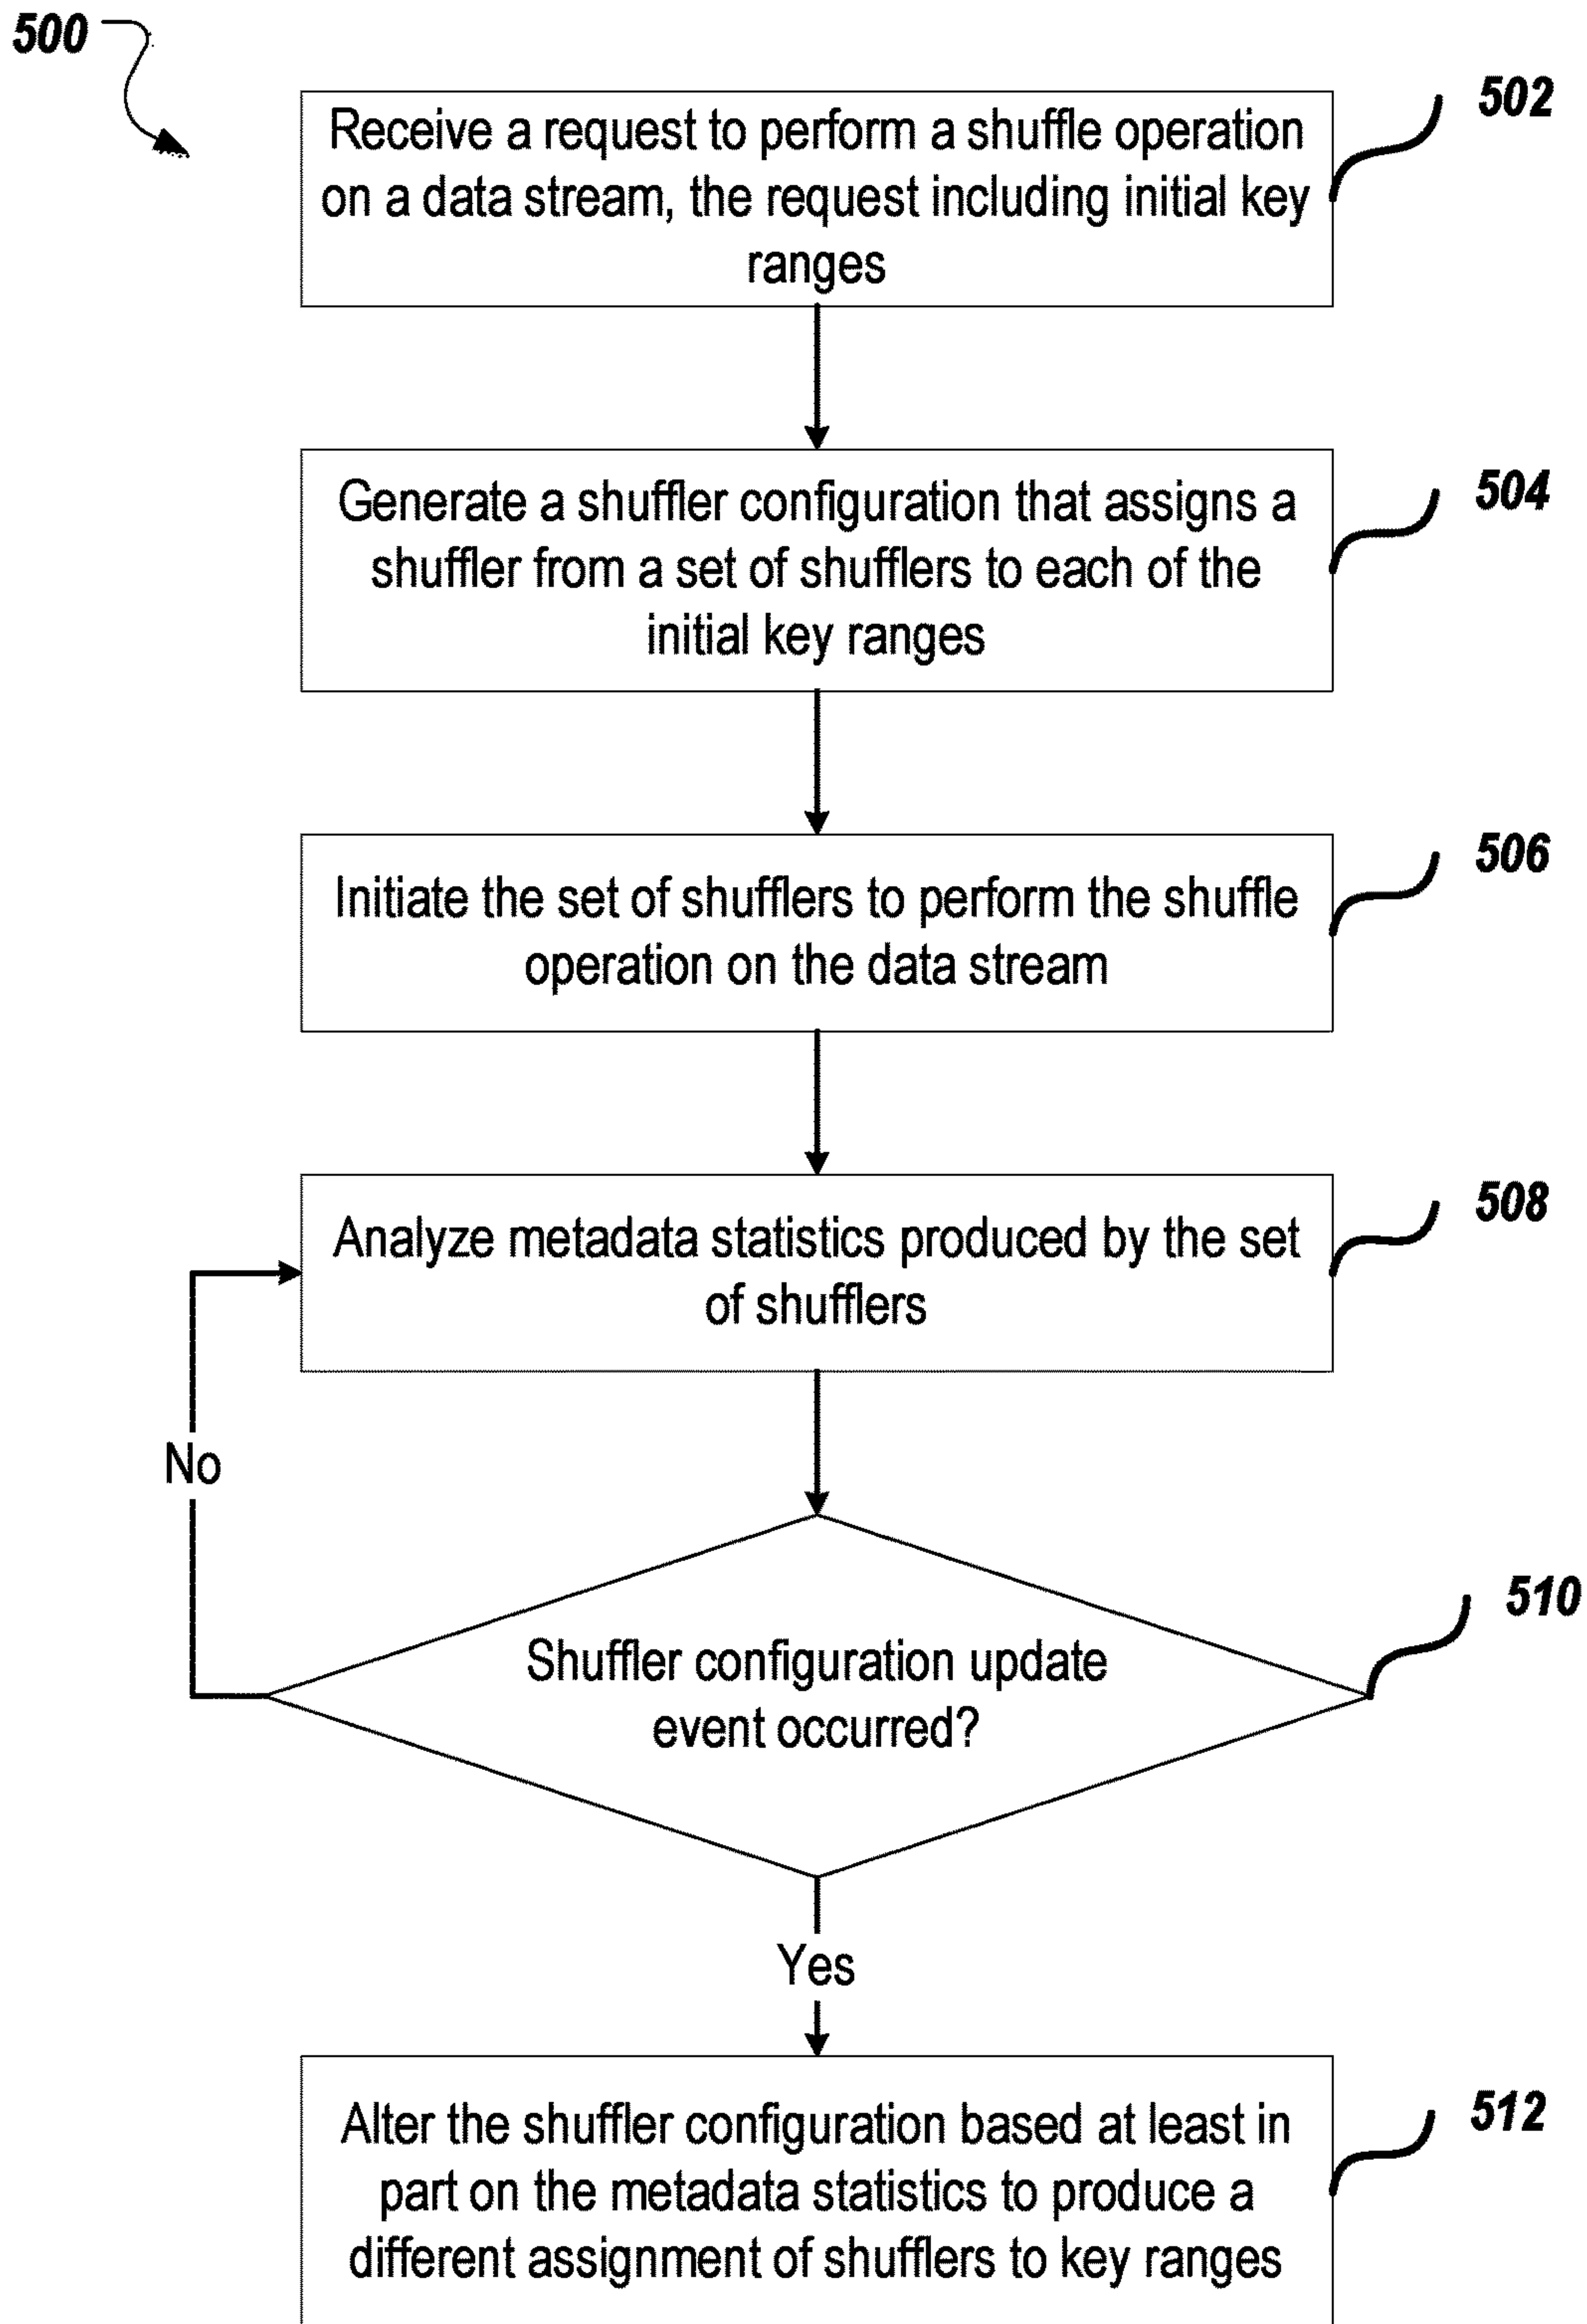 500
502
Receive a request to perform a shuffle operation
on a data stream, the request including initial key
ranges
504
Generate a shuffler configuration that assigns a
shuffler from a set of shufflers to each of the
initial key ranges
506
Initiate the set of shufflers to perform the shuffle
operation on the data stream
508
Analyze metadata statistics produced by the set
of shufflers
No
510
Shuffler configuration update
event occurred?
Yes
512
Alter the shuffler configuration based at least in
part on the metadata statistics to produce a
different assignment of shufflers to key ranges